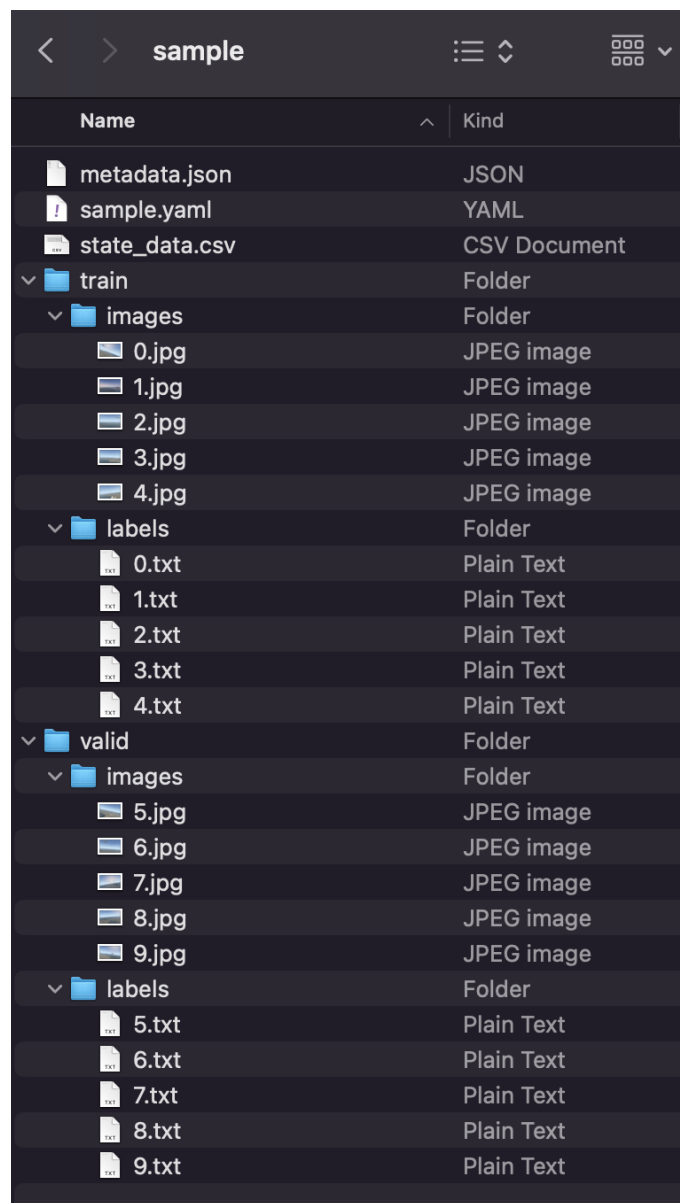 sample
Name Kind
metadata.json JSON
sample.yaml YAML
state_data.csv CSV Document
train Folder
images Folder
0.jpg JPEG image
1.jpg JPEG image
2.jpg JPEG image
3.jpg JPEG image
4.jpg JPEG image
labels Folder
0.txt Plain Text
1.txt Plain Text
2.txt Plain Text
3.txt Plain Text
4.txt Plain Text
valid Folder
images Folder
5.jpg JPEG image
6.jpg JPEG image
7.jpg JPEG image
8.jpg JPEG image
9.jpg JPEG image
labels Folder
5.txt Plain Text
6.txt Plain Text
7.txt Plain Text
8.txt Plain Text
9.txt Plain Text